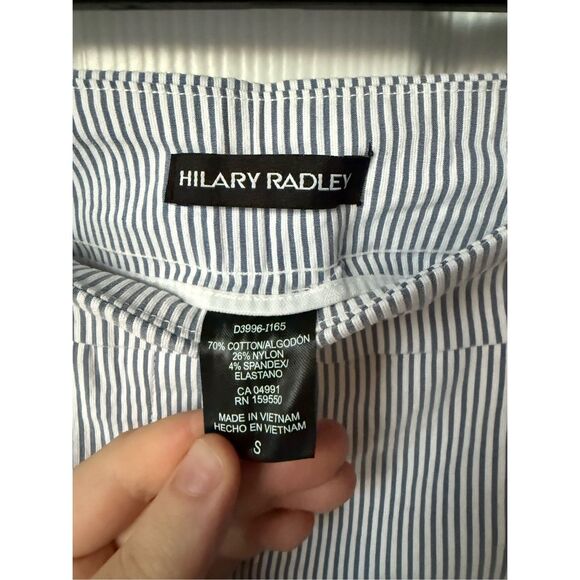 HILARY RADLEY
D3996-I165
70% COTTON/ALGODÓN
26% NYLON
4% SPANDEX/
ELASTANO
CA 04991
RN 159550
MADE IN VIETNAM
HECHO EN VIETNAM
S